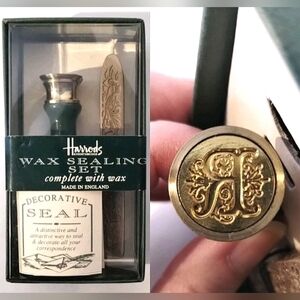 Harrods
WAX SEALING
SET
complete with wax
MADE IN ENGLAND
DECORATIVE
SEAL
A distinctive and
attractive way to seal
& decorate all your
correspondence